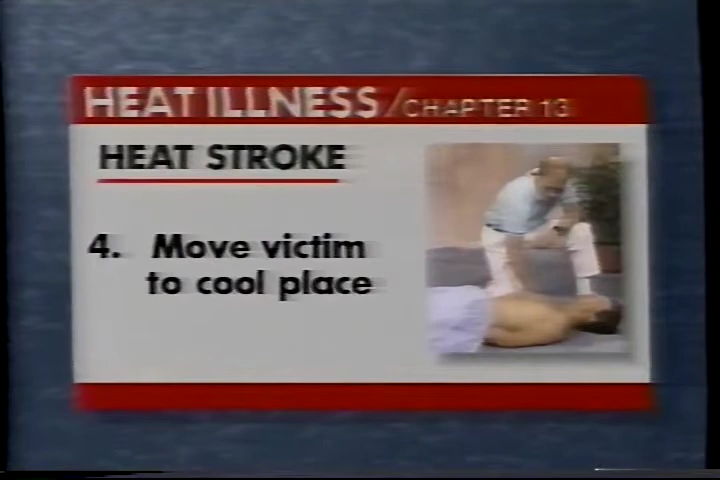 HEAT ILLNESS/CHAPTER 13
HEAT STROKE
4. Move victim
to cool place